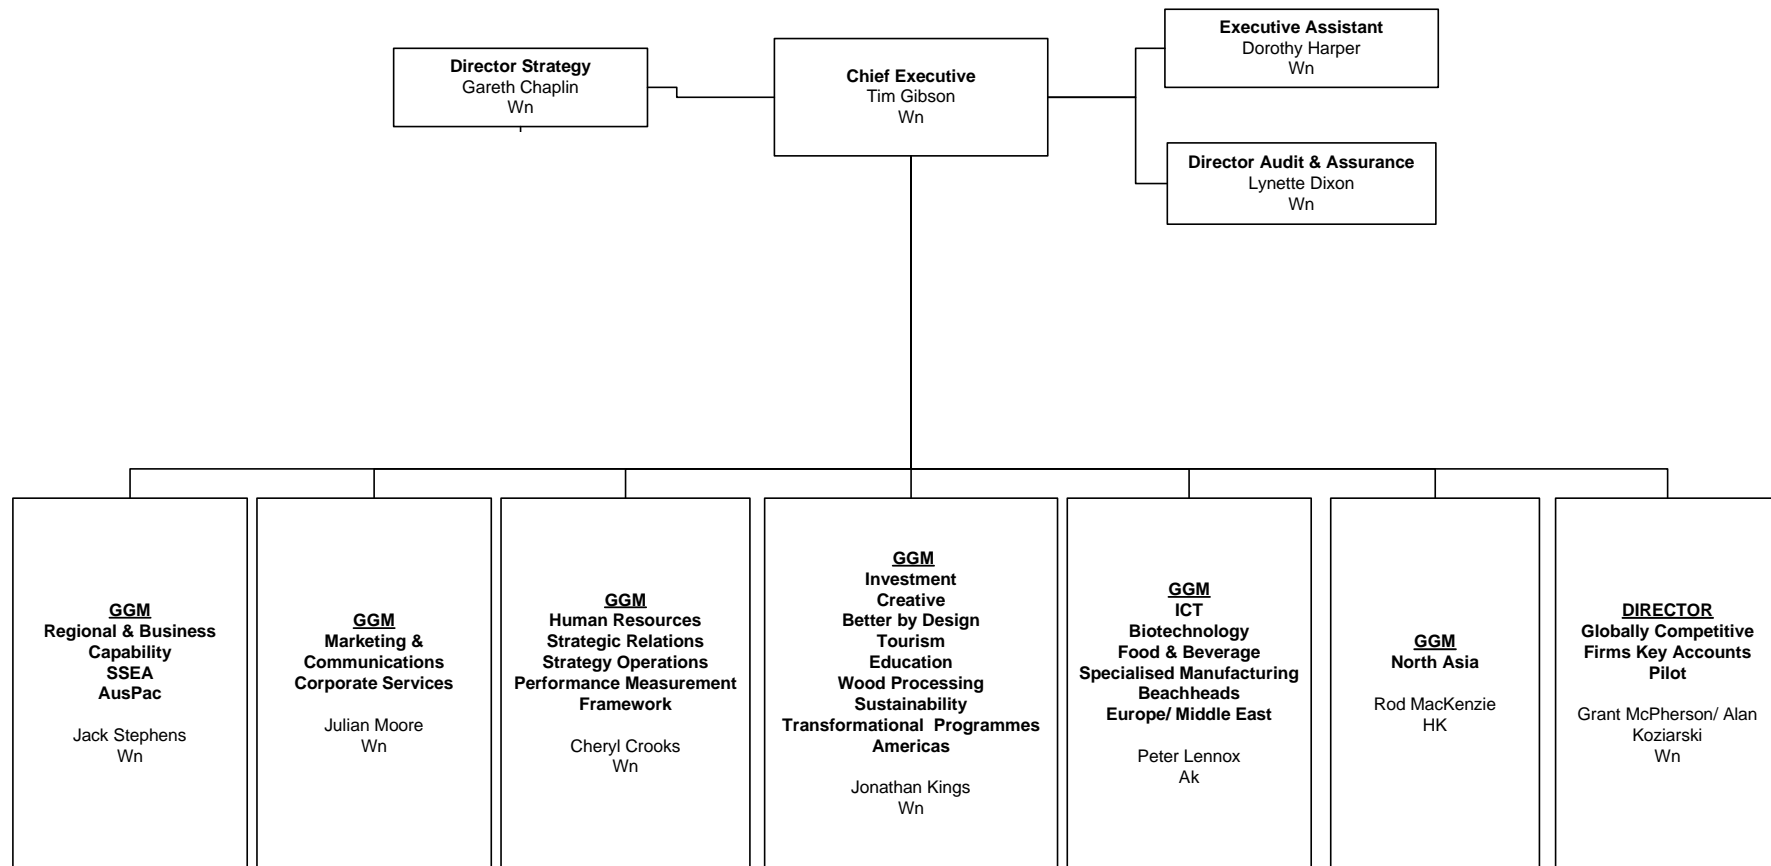 Director Strategy
Gareth Chaplin
Wn
Chief Executive
Tim Gibson
Wn
Executive Assistant
Dorothy Harper
Wn
Director Audit & Assurance
Lynette Dixon
Wn
GGM
Regional & Business
Capability
SSEA
AusPac
Jack Stephens
Wn
GGM
Marketing &
Communications
Corporate Services
Julian Moore
Wn
GGM
Human Resources
Strategic Relations
Strategy Operations
Performance Measurement
Framework
Cheryl Crooks
Wn
GGM
Investment
Creative
Better by Design
Tourism
Education
Wood Processing
Sustainability
Transformational Programmes
Americas
Jonathan Kings
Wn
GGM
ICT
Biotechnology
Food & Beverage
Specialised Manufacturing
Beachheads
Europe/ Middle East
Peter Lennox
Ak
GGM
North Asia
Rod MacKenzie
HK
DIRECTOR
Globally Competitive
Firms Key Accounts
Pilot
Grant McPherson/ Alan
Koziarski
Wn